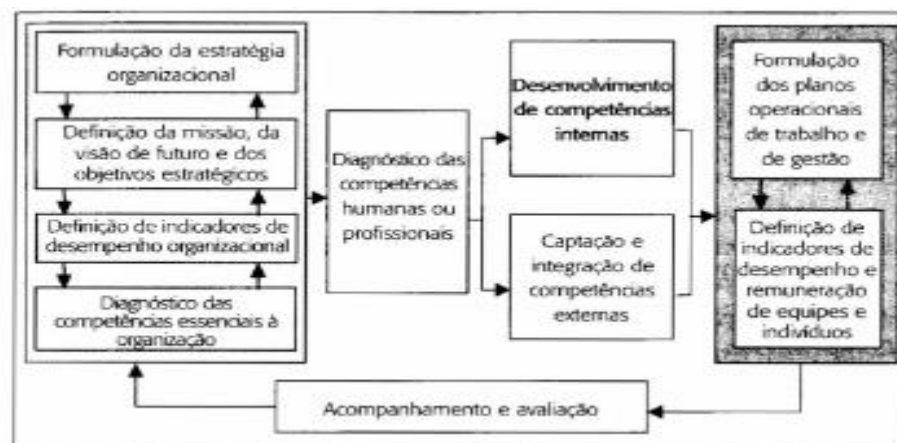 Formulação da estratégia
organizacional
Definição da missão, da
visão de futuro e dos
objetivos estratégicos
Definição de indicadores de
desempenho organizacional
Diagnóstico das
competências essenciais à
organização
Diagnóstico das
competências
humanas ou
profissionais
Desenvolvimento
de competências
internas
Captação e
integração de
competências
externas
Formulação
dos planos
operacionais
de trabalho e
de gestão
Definição de
indicadores de
desempenho e
remuneração
de equipes e
indivíduos
Acompanhamento e avaliação